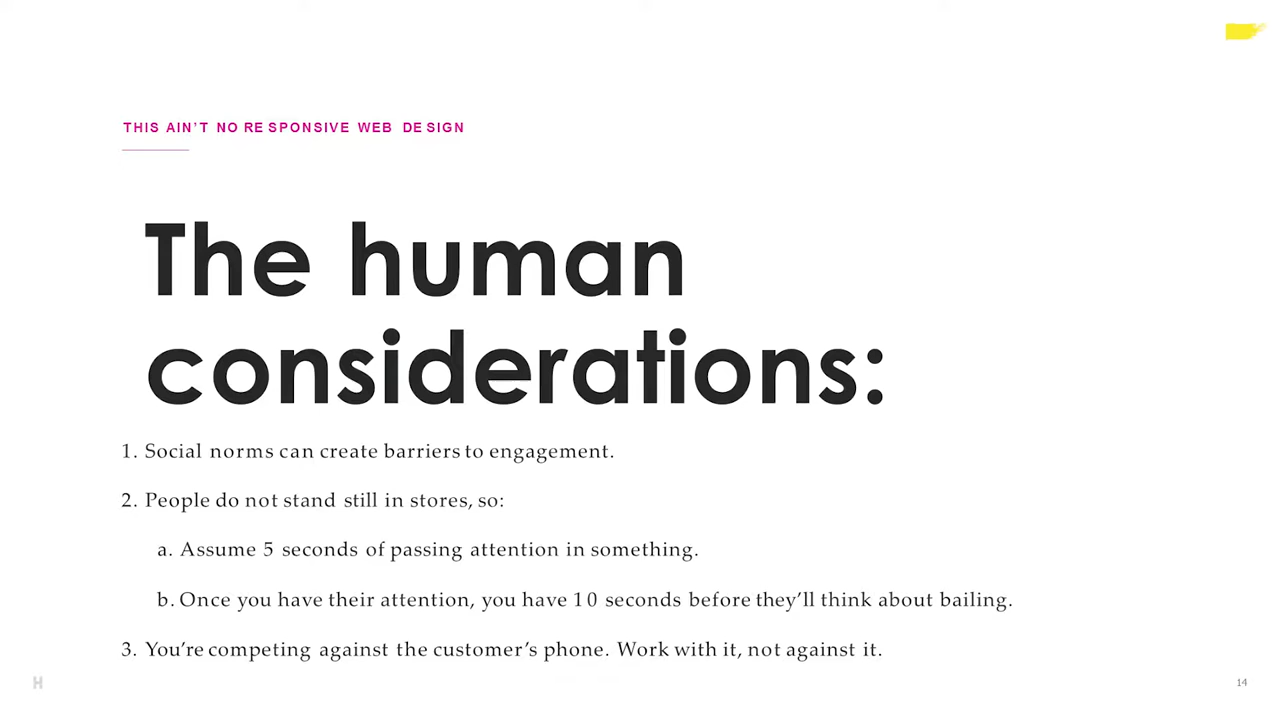 THIS AIN'T NO RESPONSIVE WEB DESIGN
The human
considerations:
1. Social norms can create barriers to engagement.
2. People do not stand still in stores, so:
a. Assume 5 seconds of passing attention in something.
b. Once you have their attention, you have 10 seconds before they'll think about bailing.
3. You're competing against the customer's phone. Work with it, not against it.
H
14